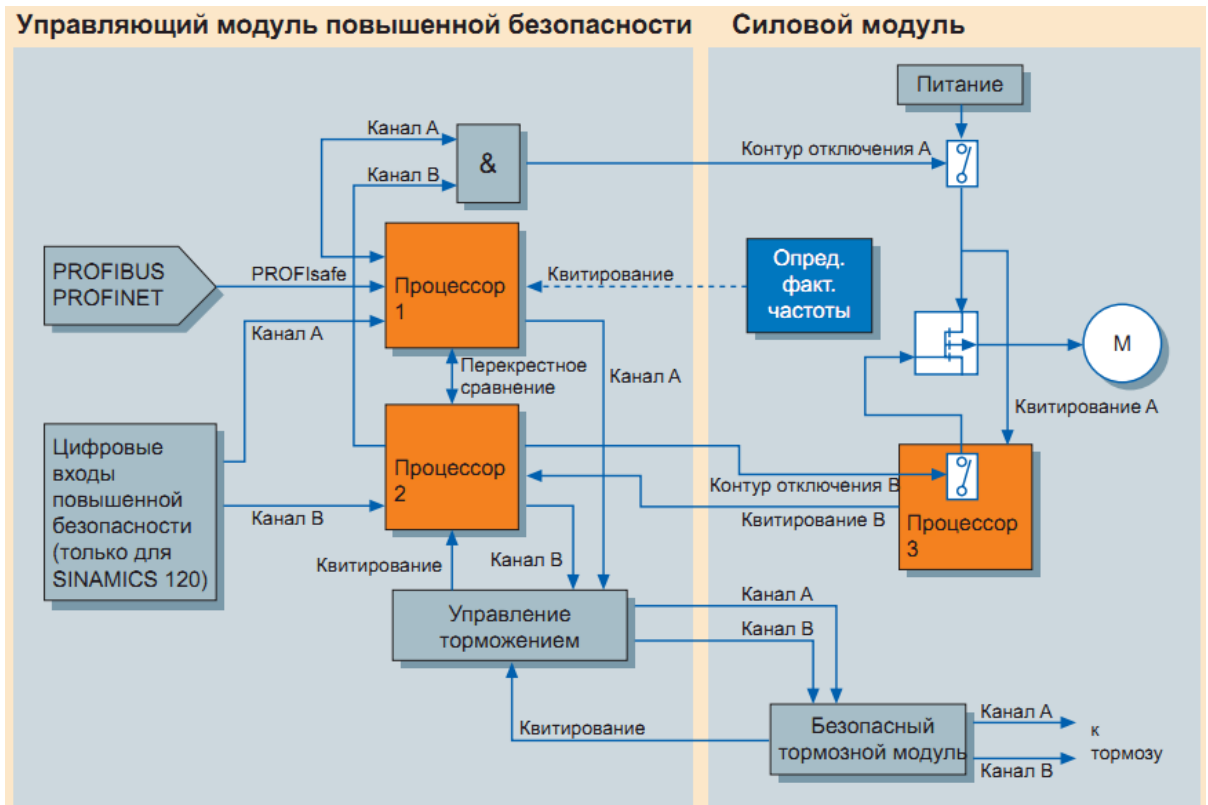 Управляющий модуль повышенной безопасности
Силовой модуль
Питание
Канал А
Канал В
&
Контур отключения А
PROFIBUS
PROFINET
PROFIsafe
Процессор
1
Квитирование
Опред.
факт.
частоты
M
Канал А
Перекрестное
сравнение
Канал А
Квитирование А
Цифровые
входы
повышенной
безопасности
(только для
SINAMICS 120)
Канал В
Процессор
2
Контур отключения В
Квитирование В
Процессор
3
Квитирование
Канал В
Управление
торможением
Канал А
Канал В
Квитирование
Безопасный
тормозной модуль
Канал А
Канал В
к
тормозу